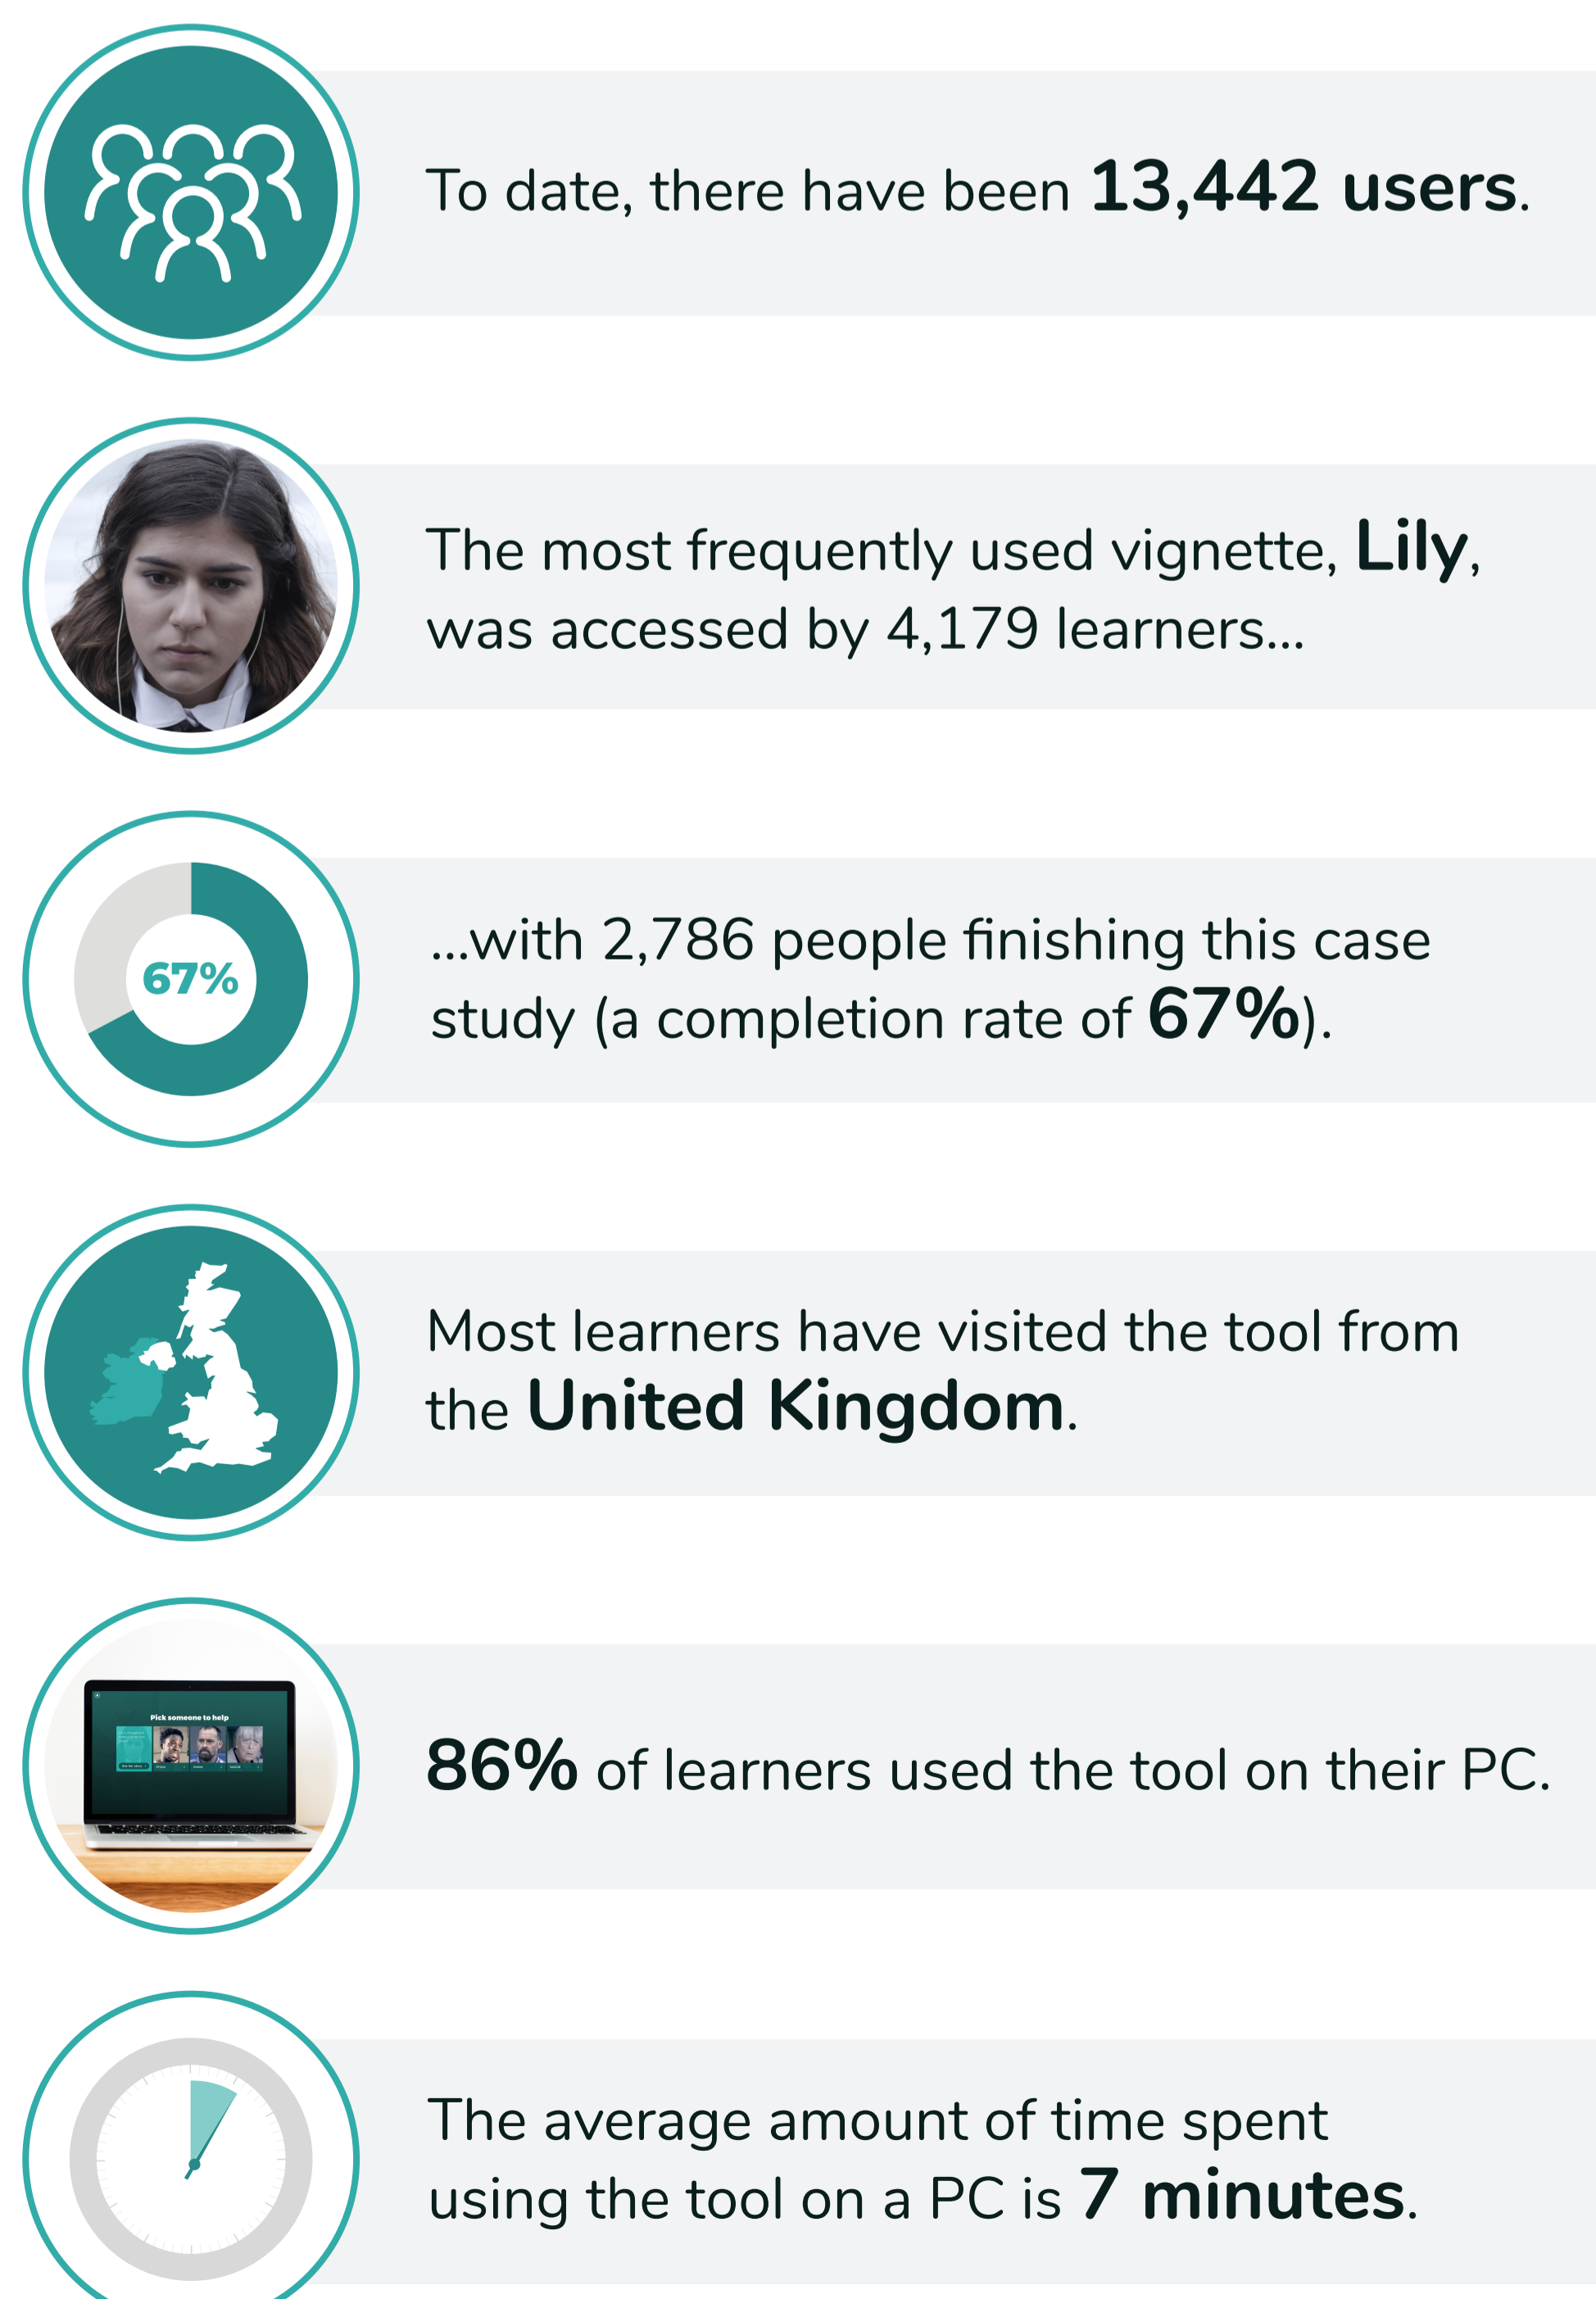 To date, there have been 13,442 users.
The most frequently used vignette, Lily,
was accessed by 4,179 learners...
67%
...with 2,786 people finishing this case
study (a completion rate of 67%).
Most learners have visited the tool from
the United Kingdom.
Pick someone to help
86% of learners used the tool on their PC.
The average amount of time spent
using the tool on a PC is 7 minutes.